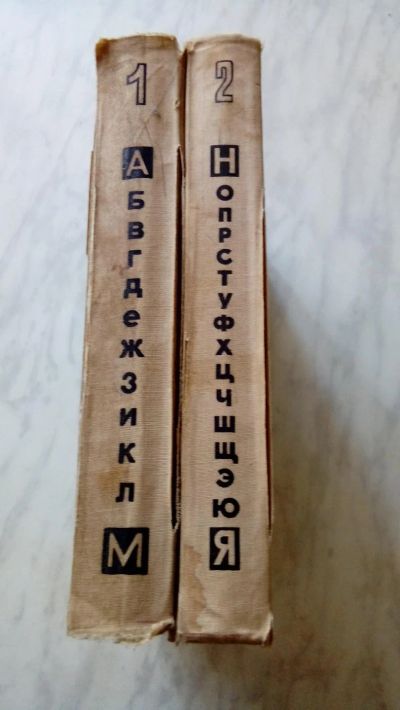 1
А
Б
В
Г
Д
е
Ж
З
И
К
Л
М
2
Н
О
П
Р
С
Т
У
Ф
Х
Ц
Ч
Ш
Щ
Э
Ю
Я